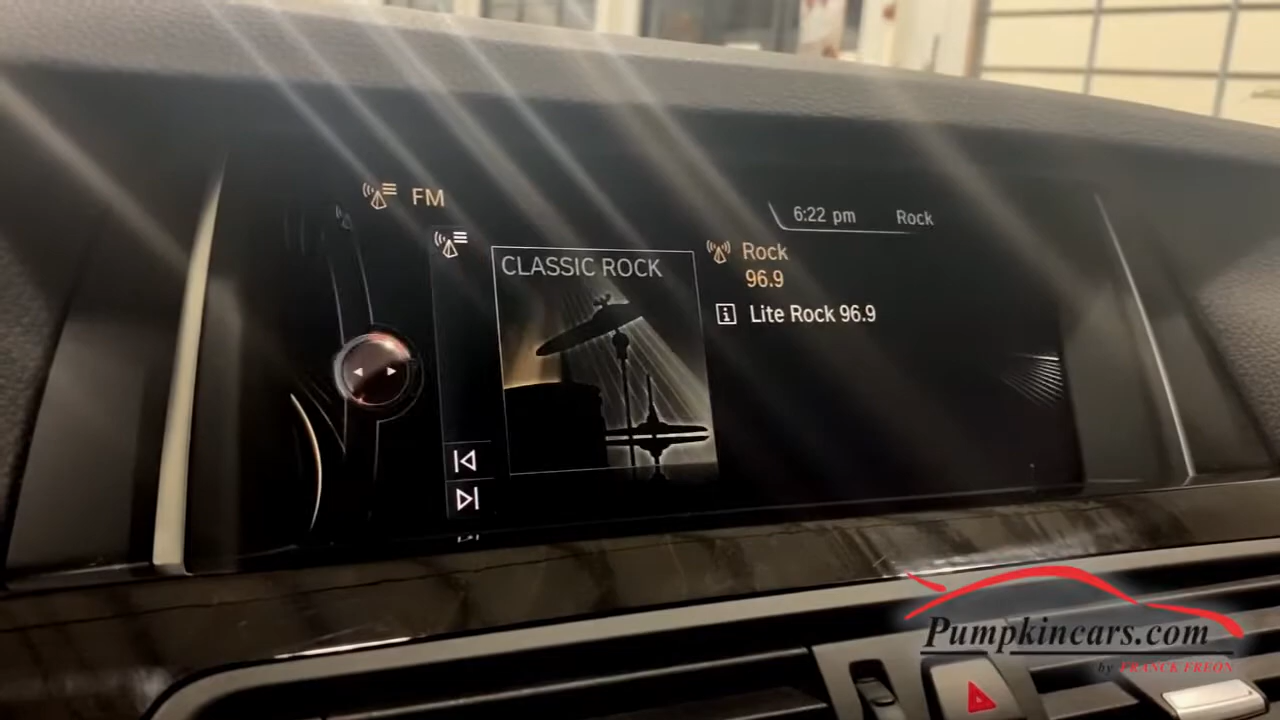 FM
6:22 pm Rock
CLASSIC ROCK
Rock
96.9
Lite Rock 96.9
Pumpkincars.com
by FRANCK FREON